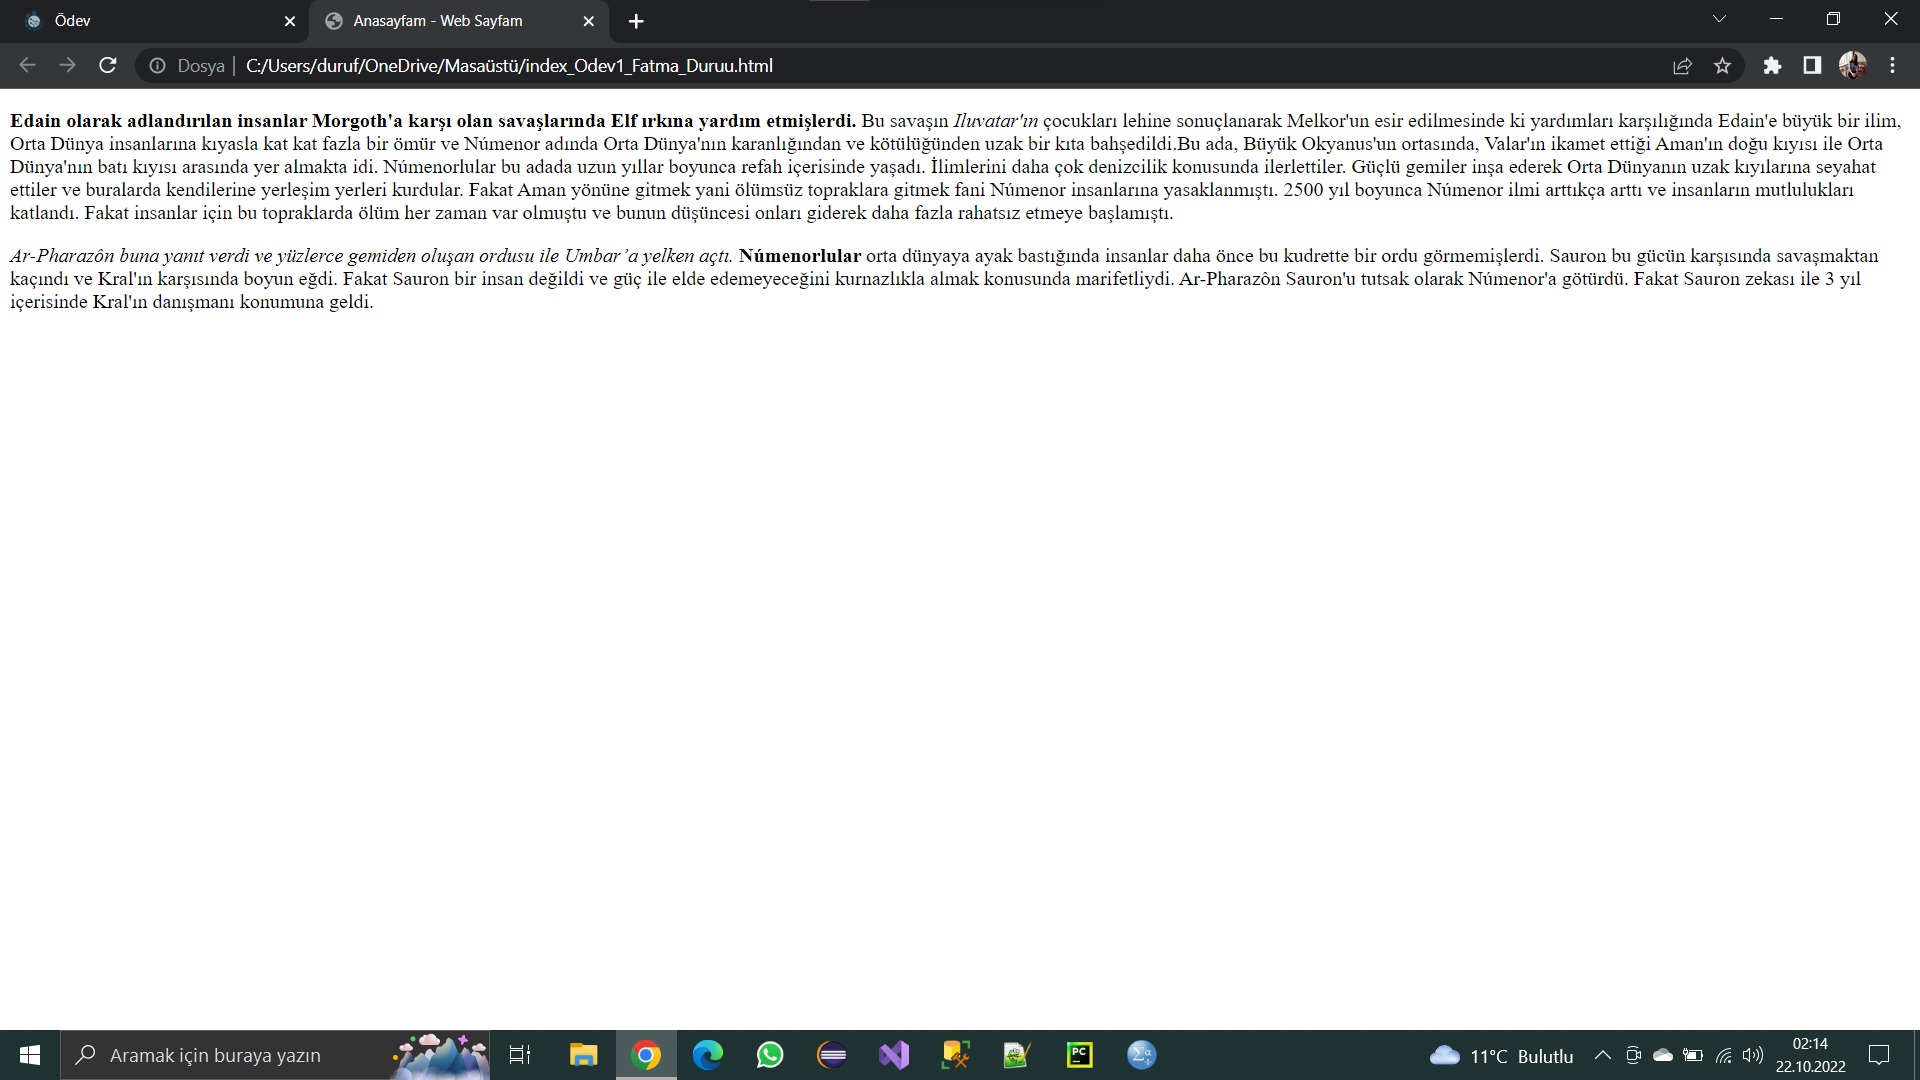 Ödev
Anasayfam - Web Sayfam
Dosya | C:/Users/duruf/OneDrive/Masaüstü/index_Odev1_Fatma_Duruu.html
Edain olarak adlandırılan insanlar Morgoth'a karşı olan savaşlarında Elf ırkına yardım etmişlerdi. Bu savaşın Iluvatar'ın çocukları lehine sonuçlanarak Melkor'un esir edilmesinde ki yardımları karşılığında Edain'e büyük bir ilim,
Orta Dünya insanlarına kıyasla kat kat fazla bir ömür ve Númenor adında Orta Dünya'nın karanlığından ve kötülüğünden uzak bir kıta bahşedildi.Bu ada, Büyük Okyanus'un ortasında, Valar'ın ikamet ettiği Aman'ın doğu kıyısı ile Orta
Dünya'nın batı kıyısı arasında yer almakta idi. Númenorlular bu adada uzun yıllar boyunca refah içerisinde yaşadı. İlimlerini daha çok denizcilik konusunda ilerlettiler. Güçlü gemiler inşa ederek Orta Dünyanın uzak kıyılarına seyahat
ettiler ve buralarda kendilerine yerleşim yerleri kurdular. Fakat Aman yönüne gitmek yani ölümsüz topraklara gitmek fani Númenor insanlarına yasaklanmıştı. 2500 yıl boyunca Númenor ilmi arttıkça arttı ve insanların mutlulukları
katlandı. Fakat insanlar için bu topraklarda ölüm her zaman var olmuştu ve bunun düşüncesi onları giderek daha fazla rahatsız etmeye başlamıştı.
Ar-Pharazôn buna yanıt verdi ve yüzlerce gemiden oluşan ordusu ile Umbar’a yelken açtı. Númenorlular orta dünyaya ayak bastığında insanlar daha önce bu kudrette bir ordu görmemişlerdi. Sauron bu gücün karşısında savaşmaktan
kaçındı ve Kral'ın karşısında boyun eğdi. Fakat Sauron bir insan değildi ve güç ile elde edemeyeceğini kurnazlıkla almak konusunda marifetliydi. Ar-Pharazôn Sauron'u tutsak olarak Númenor'a götürdü. Fakat Sauron zekası ile 3 yıl
içerisinde Kral'ın danışmanı konumuna geldi.
Aramak için buraya yazın
PC
Σα
11°C Bulutlu
02:14
22.10.2022